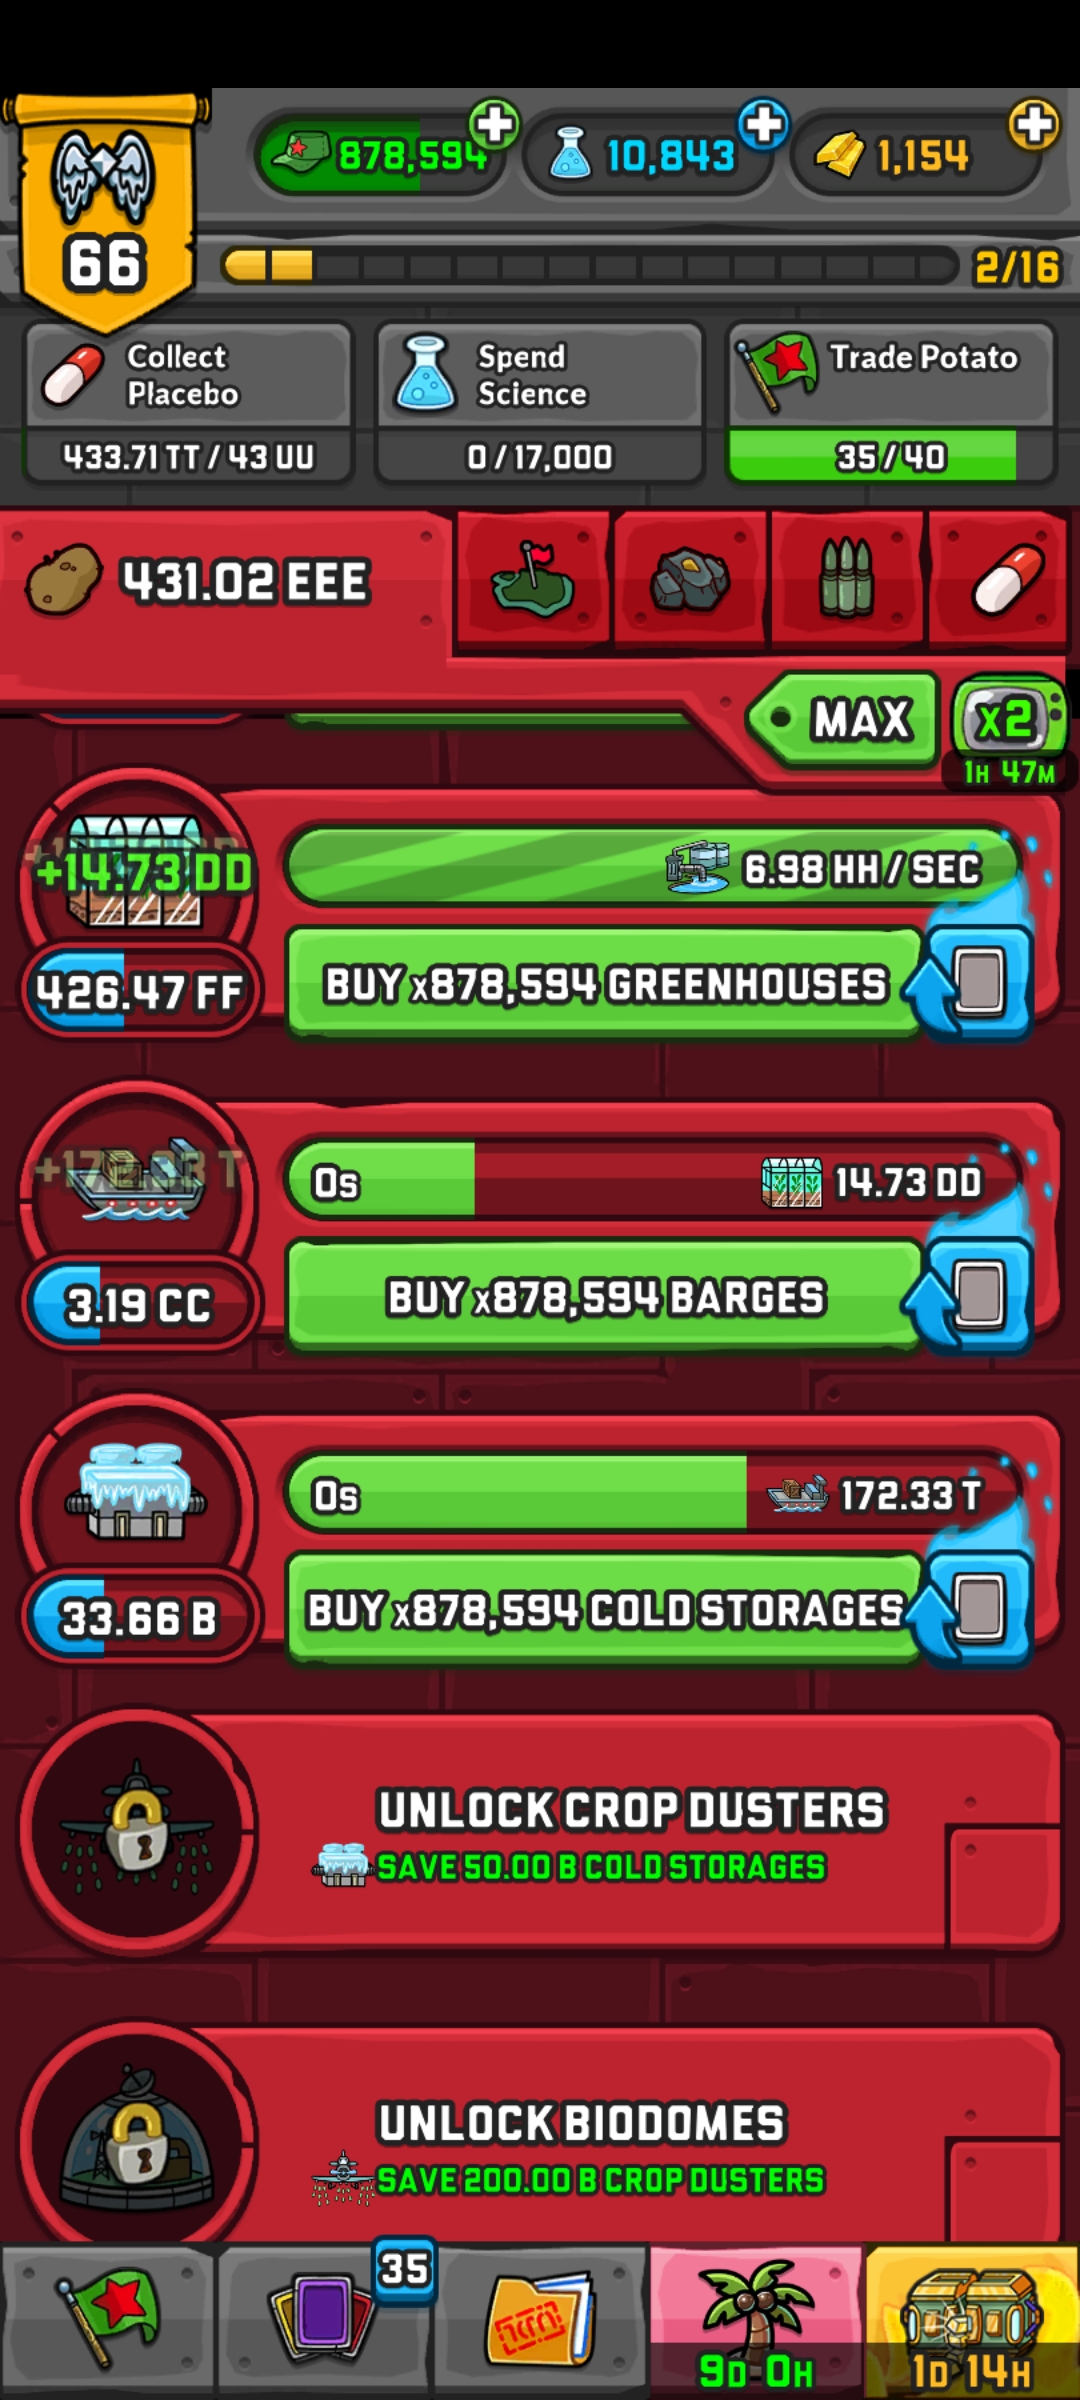 878,594
10,843
1,154
66
2/16
Collect
Placebo
433.71 TT / 43 UU
Spend
Science
0 / 17,000
Trade Potato
35 / 40
431.02 EEE
MAX
x2
1H 47M
+14.73 DD
6.98 HH / SEC
426.47 FF
BUY x878,594 GREENHOUSES
+172.33 T
0s
14.73 DD
3.19 CC
BUY x878,594 BARGES
0s
172.33 T
33.66 B
BUY x878,594 COLD STORAGES
UNLOCK CROP DUSTERS
SAVE 50.00 B COLD STORAGES
UNLOCK BIODOMES
SAVE 200.00 B CROP DUSTERS
35
9D 0H
1D 14H